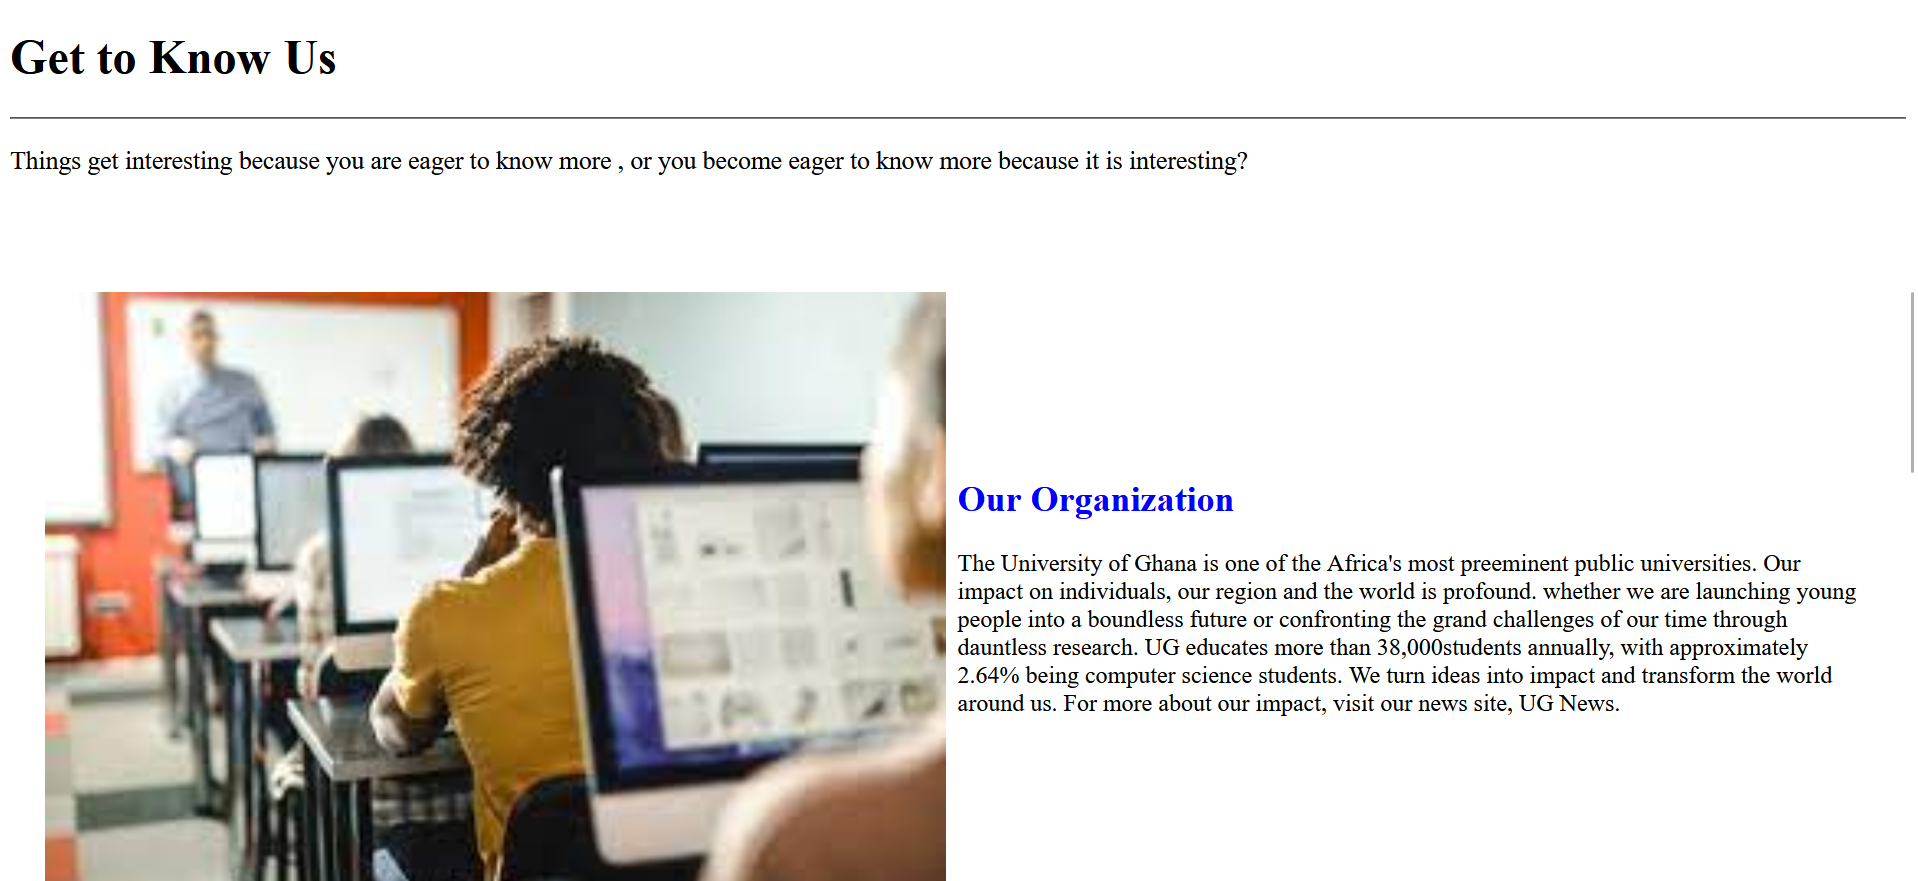 Get to Know Us
Things get interesting because you are eager to know more , or you become eager to know more because it is interesting?
Our Organization
The University of Ghana is one of the Africa's most preeminent public universities. Our
impact on individuals, our region and the world is profound. whether we are launching young
people into a boundless future or confronting the grand challenges of our time through
dauntless research. UG educates more than 38,000students annually, with approximately
2.64% being computer science students. We turn ideas into impact and transform the world
around us. For more about our impact, visit our news site, UG News.